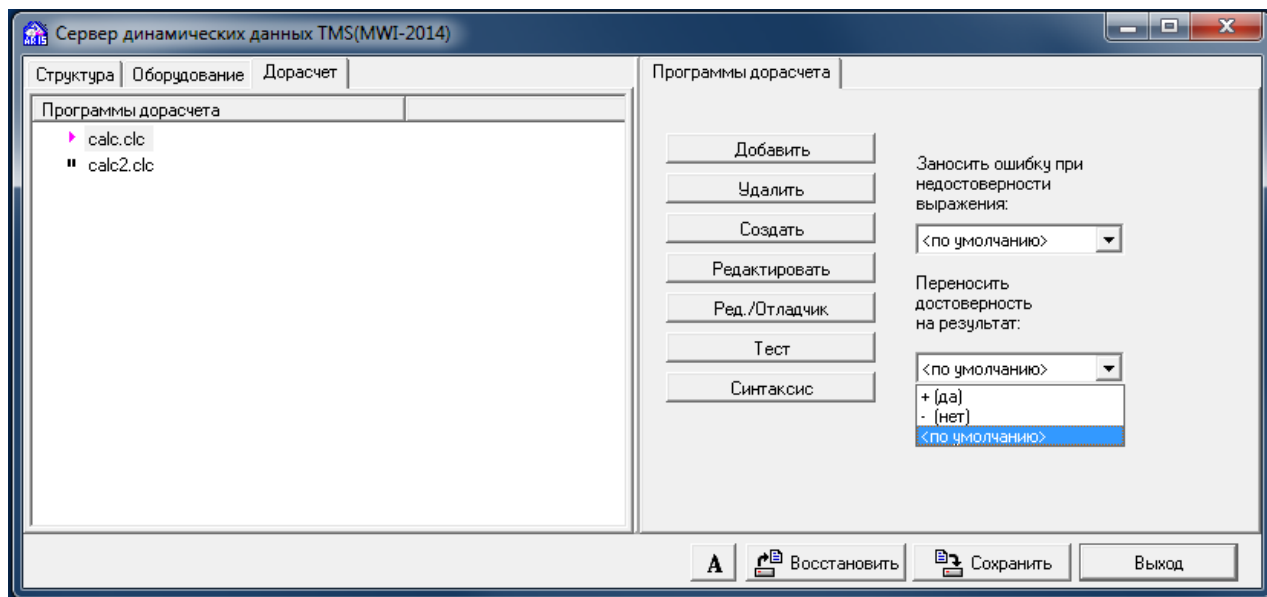 Сервер динамических данных TMS(MWI-2014)
Структура Оборудование Дорасчет
Программы дорасчета
calc.clc
calc2.clc
Программы дорасчета
Добавить
Удалить
Создать
Редактировать
Ред./Отладчик
Тест
Синтаксис
Заносить ошибку при
недостоверности
выражения:
<по умолчанию>
Переносить
достоверность
на результат:
<по умолчанию>
+ (да)
- (нет)
<по умолчанию>
A Восстановить Сохранить Выход